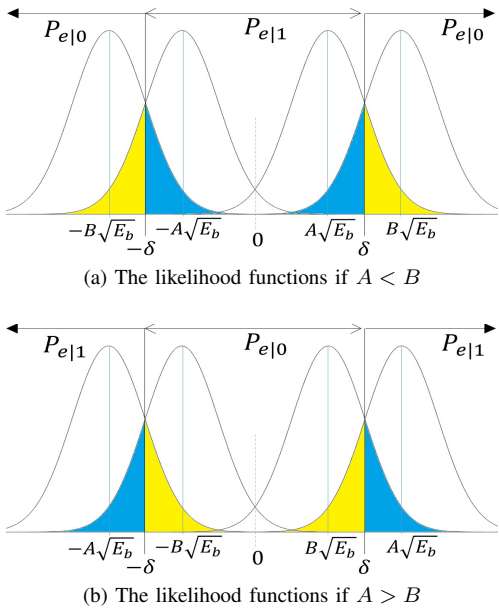 P_{e|0} P_{e|1} P_{e|0}
−B√E_b −A√E_b A√E_b B√E_b
−δ 0 δ
(a) The likelihood functions if A < B
P_{e|1} P_{e|0} P_{e|1}
−A√E_b −B√E_b B√E_b A√E_b
−δ 0 δ
(b) The likelihood functions if A > B